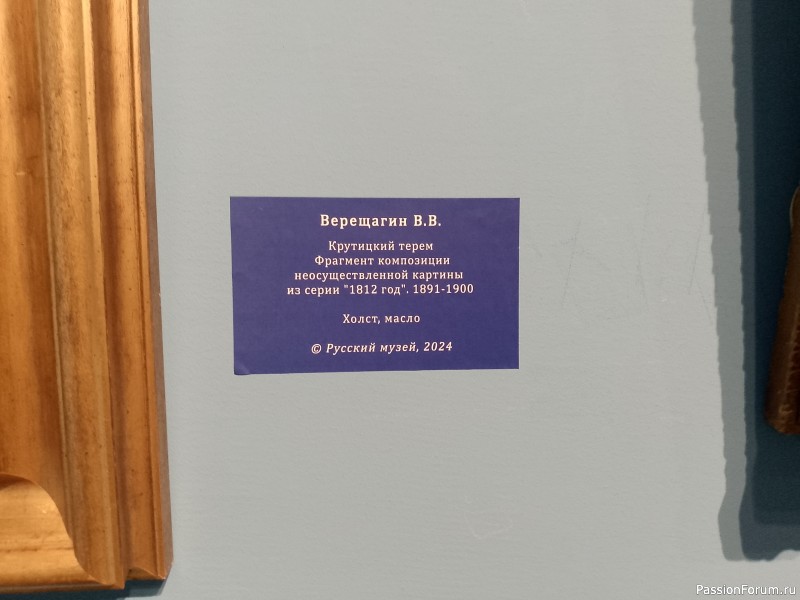 Верещагин В.В.
Крутицкий терем
Фрагмент композиции
неосуществленной картины
из серии "1812 год". 1891-1900
Холст, масло
© Русский музей, 2024
PassionForum.ru